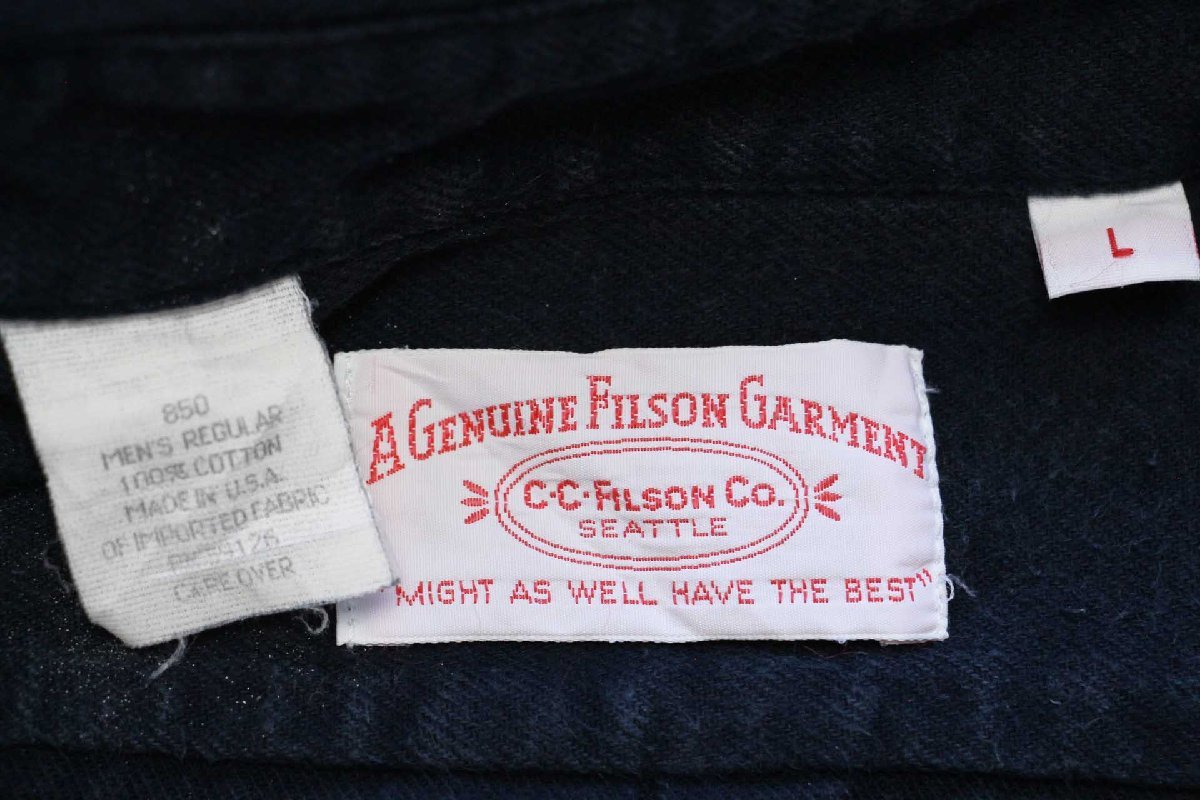 850
MEN'S REGULAR
100% COTTON
MADE IN U.S.A.
OF IMPORTED FABRIC
CARE OVER
A GENUINE FILSON GARMENT
C·C·FILSON CO.
SEATTLE
"MIGHT AS WELL HAVE THE BEST"
L